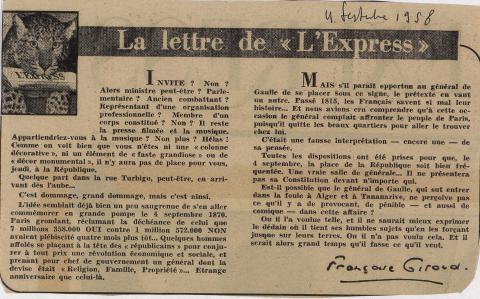 4 Septembre 1958
L'EXPRESS
La lettre de « L'Express »
INVITE ? Non ?
Alors ministre peut-être ? Parle-
mentaire ? Ancien combattant ?
Représentant d'une organisation
professionnelle ? Membre d'un
corps constitué ? Non ? Il reste
la presse filmée et la musique.
Appartiendriez-vous à la musique ? Non plus ? Hélas !
Comme on voit bien que vous n'êtes ni une « colonne
décorative », ni un élément de « faste grandiose » ou de
« décor monumental », il n'y aura pas de place pour vous,
jeudi, à la République.
Quelque part dans la rue Turbigo, peut-être, en arri-
vant dès l'aube...
C'est dommage, grand dommage, mais c'est ainsi.
L'idée semblait déjà bien un peu saugrenue de s'en aller
commémorer en grande pompe le 4 septembre 1870.
Paris grondant, réclamant la déchéance de celui que
7 millions 358.000 OUI contre 1 million 572.000 NON
avaient plébiscité quatre mois plus tôt... Quelques hommes
affolés se plaçant à la tête des « républicains » pour conju-
rer à tout prix une révolution économique et sociale, et
prenant pour chef de gouvernement un général dont la
devise était « Religion, Famille, Propriété »... Etrange
anniversaire que celui-là.
MAIS s'il paraît opportun au général de
Gaulle de se placer sous ce signe, le prétexte en vaut
un autre. Passé 1815, les Français savent si mal leur
histoire... Et nous avions cru comprendre qu'à cette oc-
casion le général comptait affronter le peuple de Paris,
puisqu'il quitte les beaux quartiers pour aller le trouver
chez lui.
C'était une fausse interprétation — encore une — de
sa pensée.
Toutes les dispositions ont été prises pour que, le
4 septembre, la place de la République soit bien fré-
quentée. Une vraie salle de générale... Il ne présentera
pas sa Constitution devant n'importe qui.
Est-il possible que le général de Gaulle, qui sut entrer
dans la foule à Alger et à Tananarive, ne perçoive pas
ce qu'il y a de provocant, de pénible — et aussi de
comique — dans cette affaire ?
Ou il l'a voulue telle, et il ne saurait mieux exprimer
le dédain où il tient ses humbles sujets qu'en les forçant
jusque sur leurs terres. Ou il n'a pas voulu cela. Et il
serait alors grand temps qu'il fasse ce qu'il veut.
Françoise Giroud.